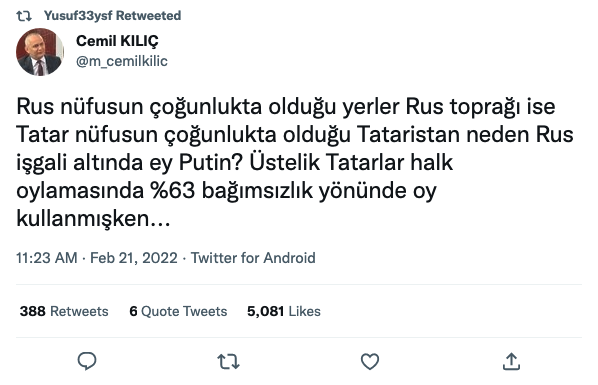 Yusuf33ysf Retweeted
Cemil KILIÇ
@m_cemilkilic
Rus nüfusun çoğunlukta olduğu yerler Rus toprağı ise
Tatar nüfusun çoğunlukta olduğu Tataristan neden Rus
işgali altında ey Putin? Üstelik Tatarlar halk
oylamasında %63 bağımsızlık yönünde oy
kullanmışken...
11:23 AM · Feb 21, 2022 · Twitter for Android
388 Retweets 6 Quote Tweets 5,081 Likes